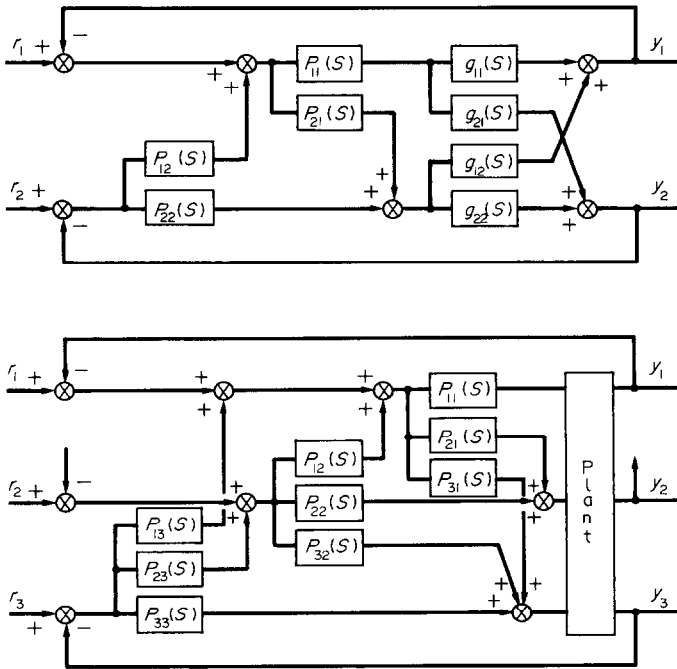 −
r₁ +
+
+
P₁₁(S)
g₁₁(S)
+
+
y₁
P₂₁(S)
g₂₁(S)
P₁₂(S)
+
g₁₂(S)
r₂ +
−
P₂₂(S)
+
g₂₂(S)
+
+
y₂
−
r₁ +
+
+
+
+
P₁₁(S)
y₁
P₂₁(S)
P₁₂(S)
P₃₁(S)
−
r₂ +
+
+
P₂₂(S)
+
+
Plant
y₂
P₁₃(S)
P₃₂(S)
P₂₃(S)
+
+
r₃
+
−
P₃₃(S)
+
y₃